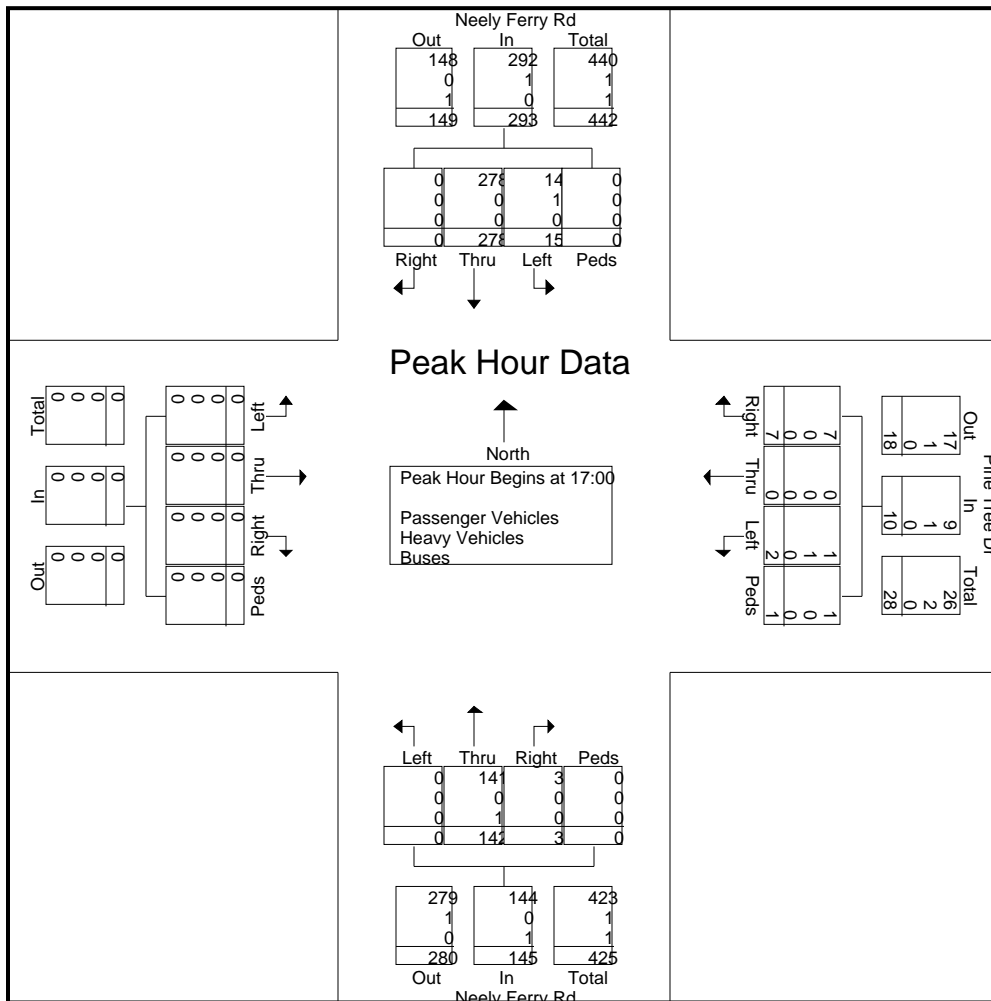 Neely Ferry Rd
Out In Total
148 292 440
0 1 1
1 0 1
149 293 442
0 278 14 0
0 0 1 0
0 0 0 0
0 278 15 0
Right Thru Left Peds
Peak Hour Data
North
Peak Hour Begins at 17:00
Passenger Vehicles
Heavy Vehicles
Buses
Total
0 0 0 0
In
0 0 0 0
Out
0 0 0 0
Left
0 0 0 0
Thru
0 0 0 0
Right
0 0 0 0
Peds
0 0 0 0
Right
7 0 0 7
Thru
0 0 0 0
Left
1 1 0 2
Peds
1 0 0 1
Pine Tree Dr
Out
17 1 0 18
In
9 1 0 10
Total
26 2 0 28
Left Thru Right Peds
0 141 3 0
0 0 0 0
0 1 0 0
0 142 3 0
279 144 423
1 0 1
0 1 1
280 145 425
Out In Total
Neely Ferry Rd